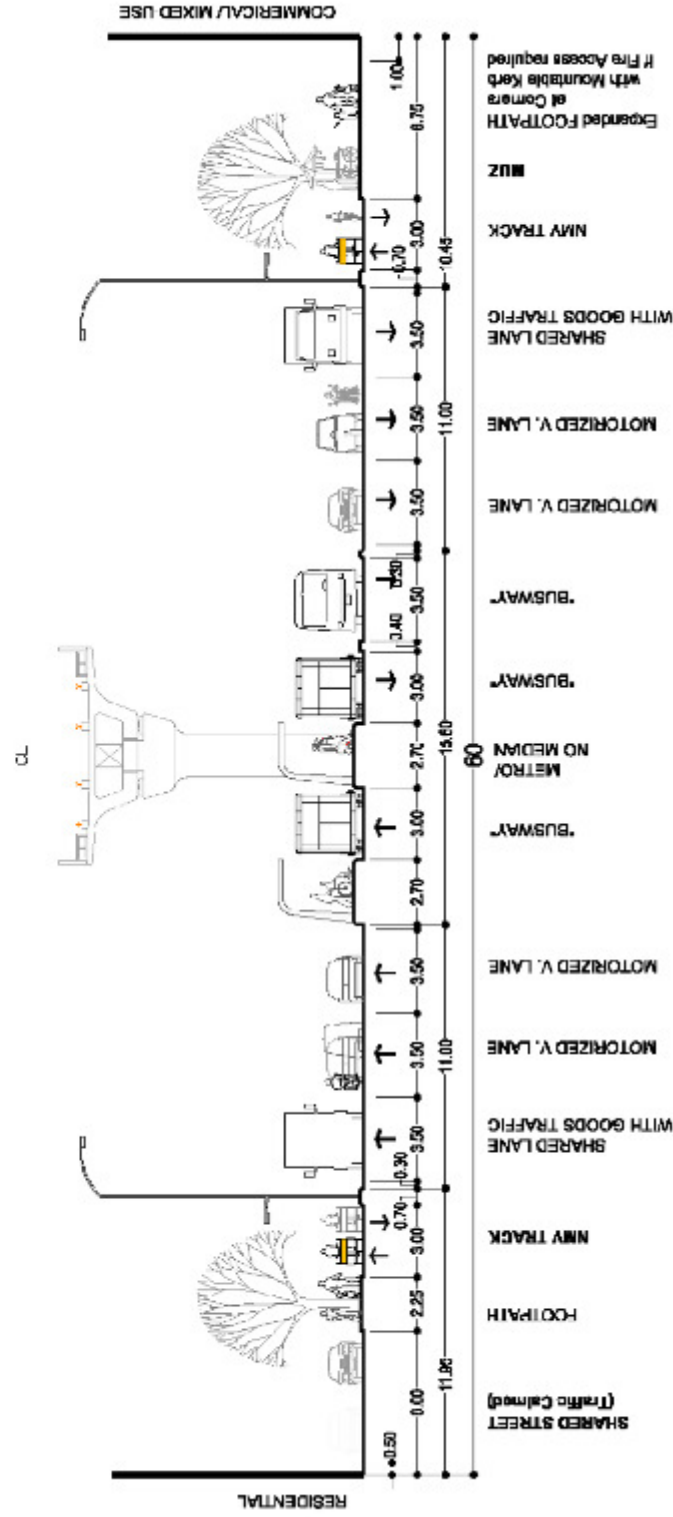 COMMERICAL/ MIXED-USE
RESIDENTIAL
CL
0.50
1.00
6.00
2.25
3.00
0.70
0.30
3.50
3.50
3.50
2.70
3.00
2.70
3.00
0.40
3.50
0.30
3.50
3.50
3.50
0.70
3.00
6.75
11.95
11.00
15.60
11.00
10.45
60
SHARED STREET
(Traffic Calmed)
FOOTPATH
NMV TRACK
SHARED LANE
WITH GOODS TRAFFIC
MOTORIZED V. LANE
MOTORIZED V. LANE
"BUSWAY"
METRO/
NO MEDIAN
"BUSWAY"
"BUSWAY"
MOTORIZED V. LANE
MOTORIZED V. LANE
SHARED LANE
WITH GOODS TRAFFIC
NMV TRACK
MUZ
Expanded FOOTPATH
at Corners
with Mountable Kerb
if Fire Access required